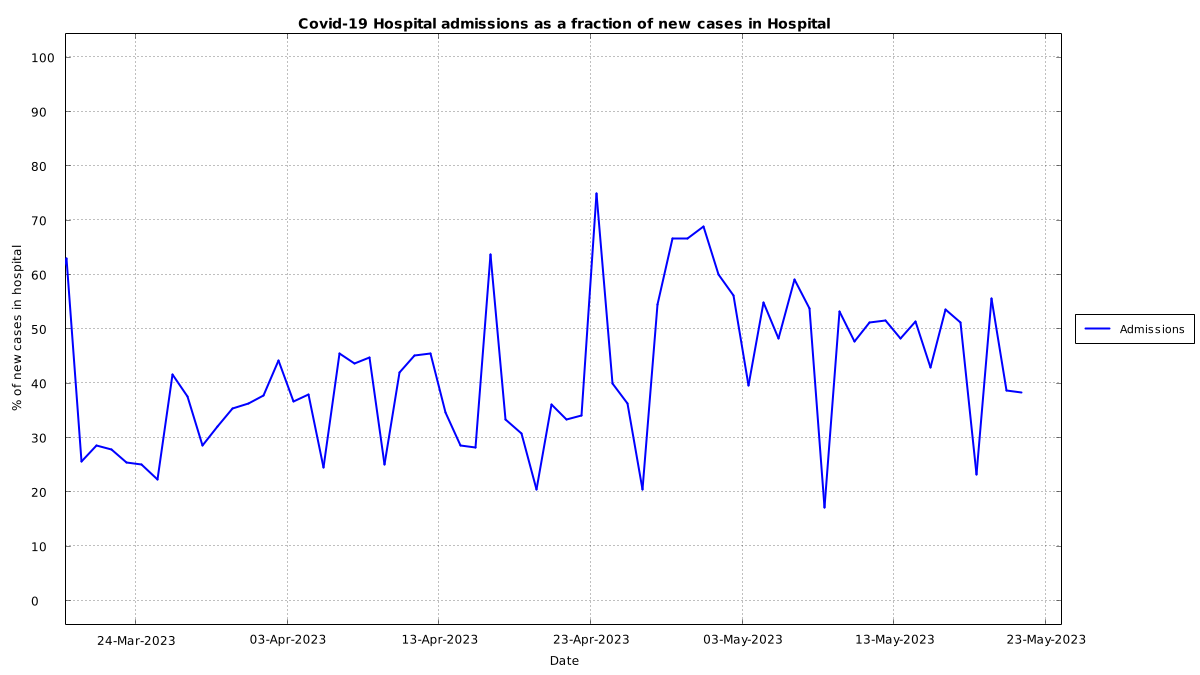 Covid-19 Hospital admissions as a fraction of new cases in Hospital
100
90
80
70
60
50
40
30
20
10
0
% of new cases in hospital
24-Mar-2023
03-Apr-2023
13-Apr-2023
23-Apr-2023
03-May-2023
13-May-2023
23-May-2023
Date
Admissions